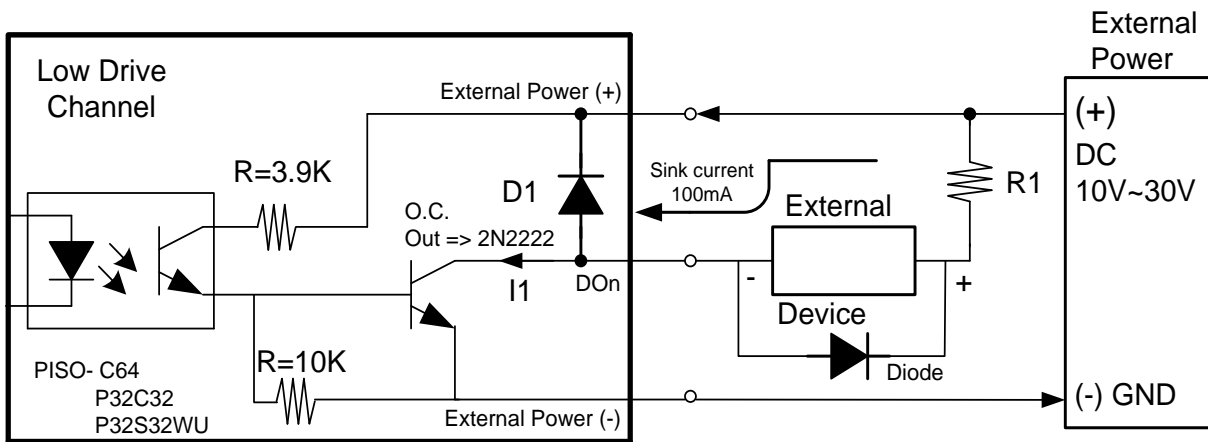 External
Power
Low Drive
Channel
External Power (+)
(+)
DC
10V~30V
R=3.9K
D1
Sink current
100mA
R1
O.C.
Out => 2N2222
External
I1
DOn
-
+
Device
Diode
R=10K
PISO- C64
P32C32
P32S32WU
External Power (-)
(-) GND